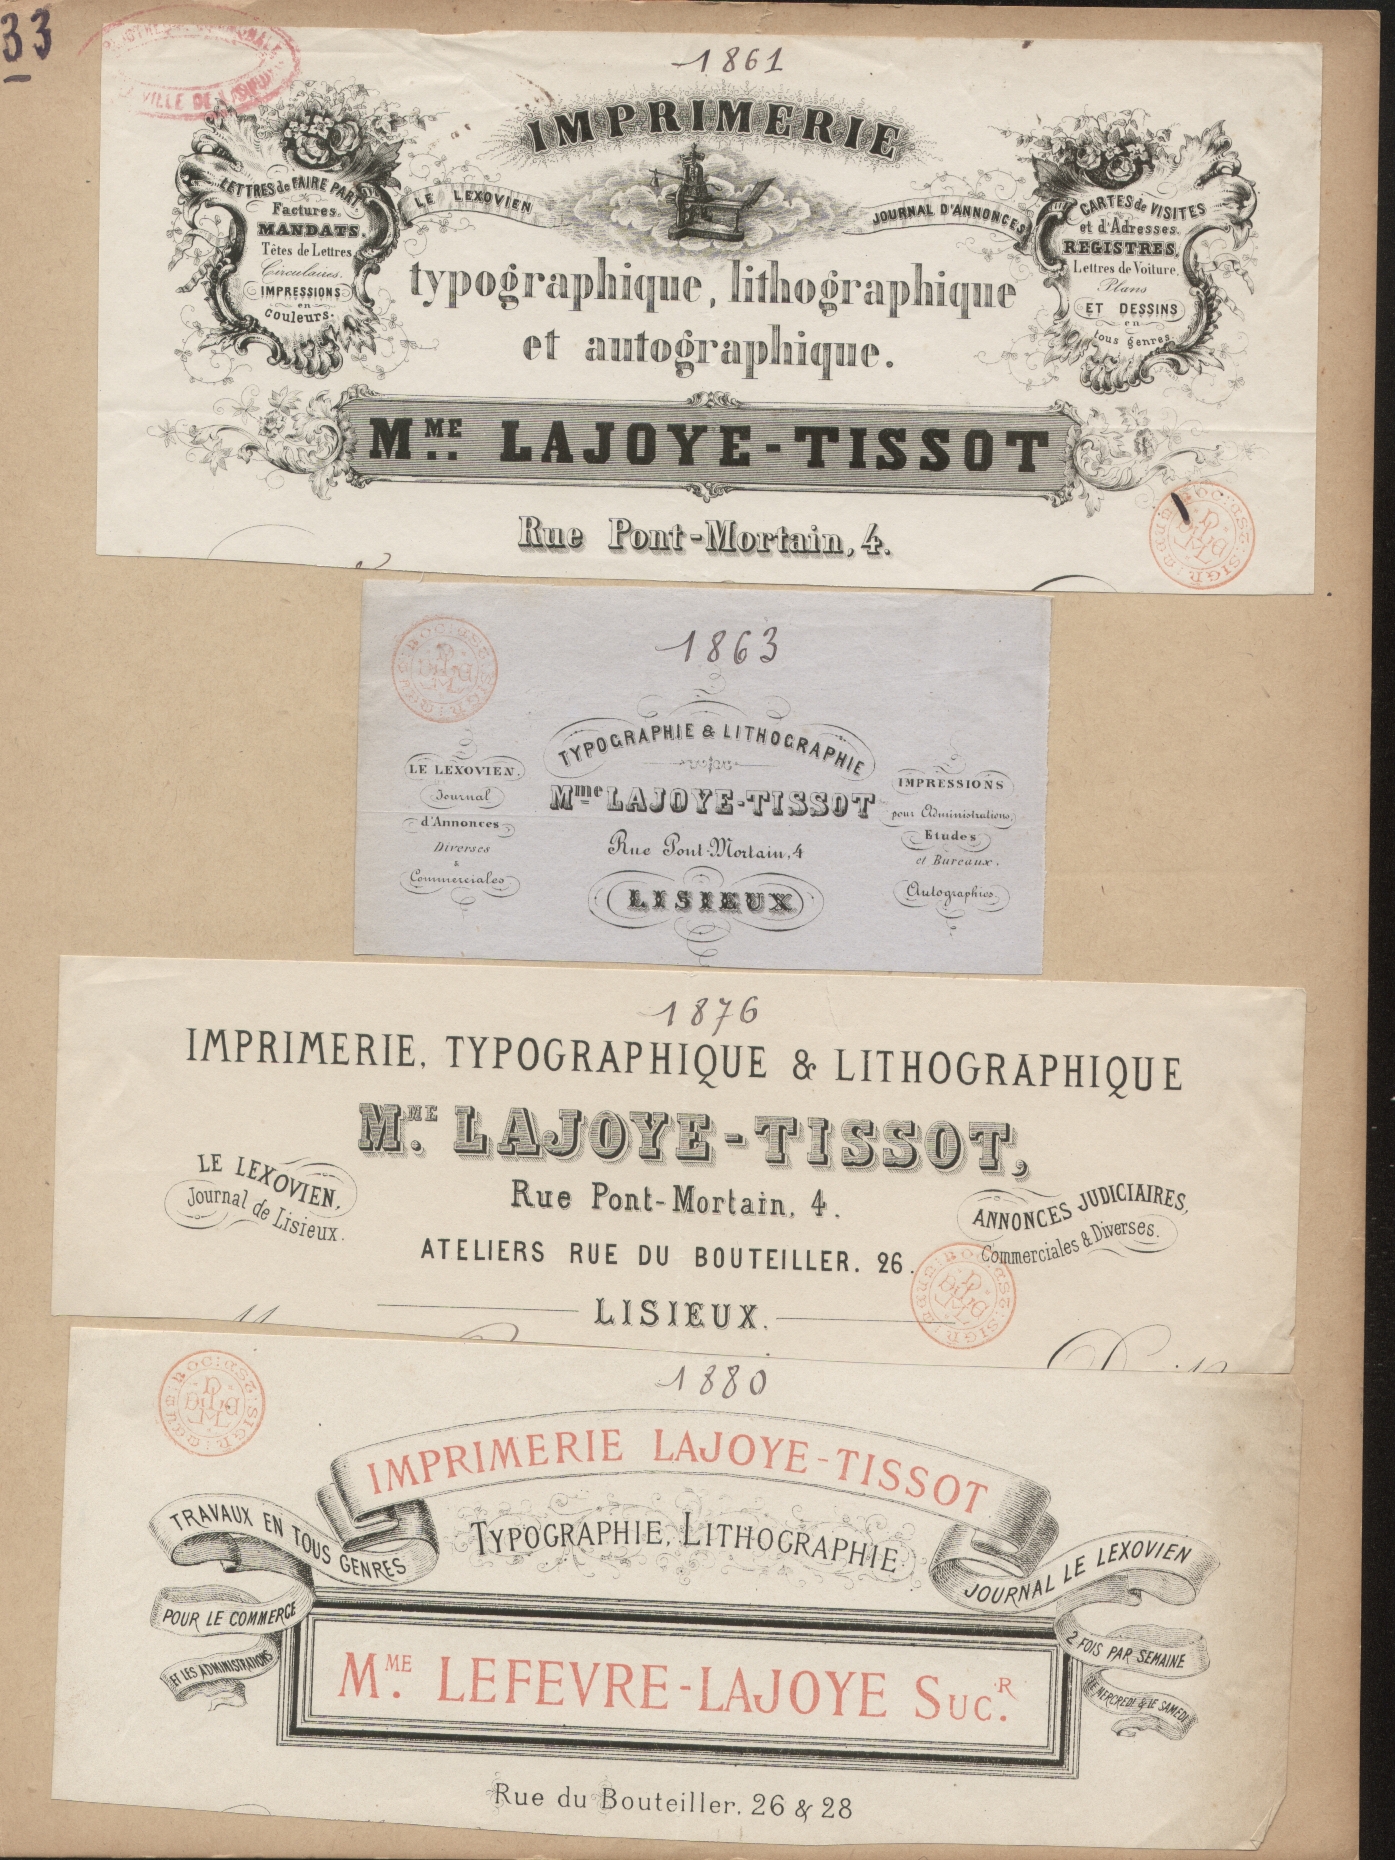 33
VILLE DE LISIEUX
1861
IMPRIMERIE
LE LEXOVIEN
JOURNAL D'ANNONCES
LETTRES de FAIRE PART
Factures.
MANDATS.
Têtes de Lettres
Circulaires.
IMPRESSIONS
en
couleurs.
CARTES de VISITES
et d'Adresses.
REGISTRES,
Lettres de Voiture.
Plans
ET DESSINS
en
tous genres.
typographique, lithographique
et autographique.
MME LAJOYE-TISSOT
Rue Pont-Mortain, 4.
1863
TYPOGRAPHIE & LITHOGRAPHIE
Mme LAJOYE-TISSOT
Rue Pont-Mortain, 4
LISIEUX
LE LEXOVIEN,
Journal
d'Annonces
Diverses
&
Commerciales
IMPRESSIONS
pour Administrations,
Etudes
et Bureaux.
Autographies.
1876
IMPRIMERIE, TYPOGRAPHIQUE & LITHOGRAPHIQUE
M.ME LAJOYE-TISSOT,
LE LEXOVIEN,
Journal de Lisieux.
Rue Pont-Mortain, 4.
ANNONCES JUDICIAIRES,
Commerciales & Diverses.
ATELIERS RUE DU BOUTEILLER. 26.
LISIEUX.
1880
IMPRIMERIE LAJOYE-TISSOT
TYPOGRAPHIE, LITHOGRAPHIE
TRAVAUX EN TOUS GENRES
POUR LE COMMERCE
ET LES ADMINISTRATIONS
JOURNAL LE LEXOVIEN
2 FOIS PAR SEMAINE
LE MERCREDI & LE SAMEDI
M.ME LEFEVRE-LAJOYE SUC.R
Rue du Bouteiller, 26 & 28